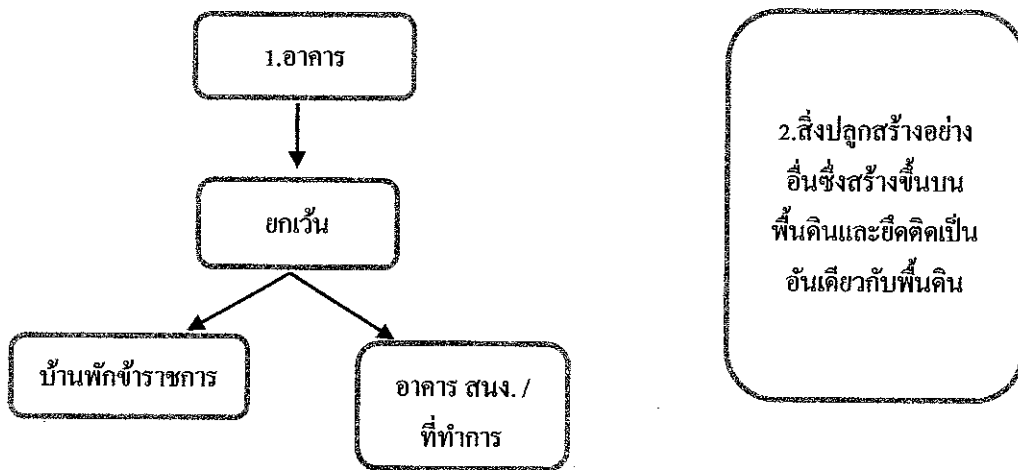 1.อาคาร
ยกเว้น
บ้านพักข้าราชการ
อาคาร สนง. /
ที่ทำการ
2.สิ่งปลูกสร้างอย่าง
อื่นซึ่งสร้างขึ้นบน
พื้นดินและยึดติดเป็น
อันเดียวกับพื้นดิน